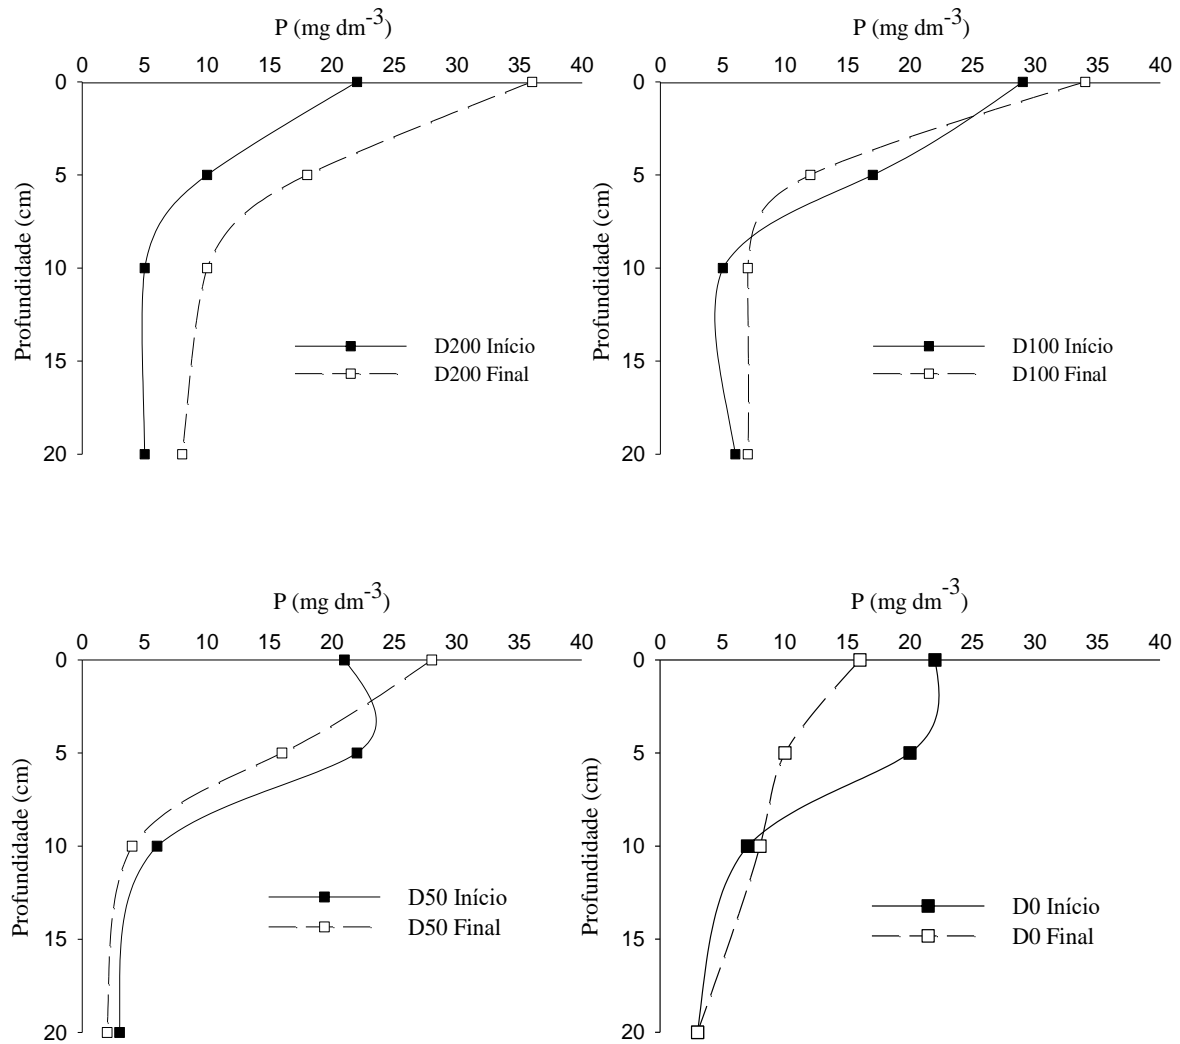 P (mg dm-3)
0 5 10 15 20 25 30 35 40
0
5
10
15
20
Profundidade (cm)
D200 Início
D200 Final
P (mg dm-3)
0 5 10 15 20 25 30 35 40
0
5
10
15
20
Profundidade (cm)
D100 Início
D100 Final
P (mg dm-3)
0 5 10 15 20 25 30 35 40
0
5
10
15
20
Profundidade (cm)
D50 Início
D50 Final
P (mg dm-3)
0 5 10 15 20 25 30 35 40
0
5
10
15
20
Profundidade (cm)
D0 Início
D0 Final